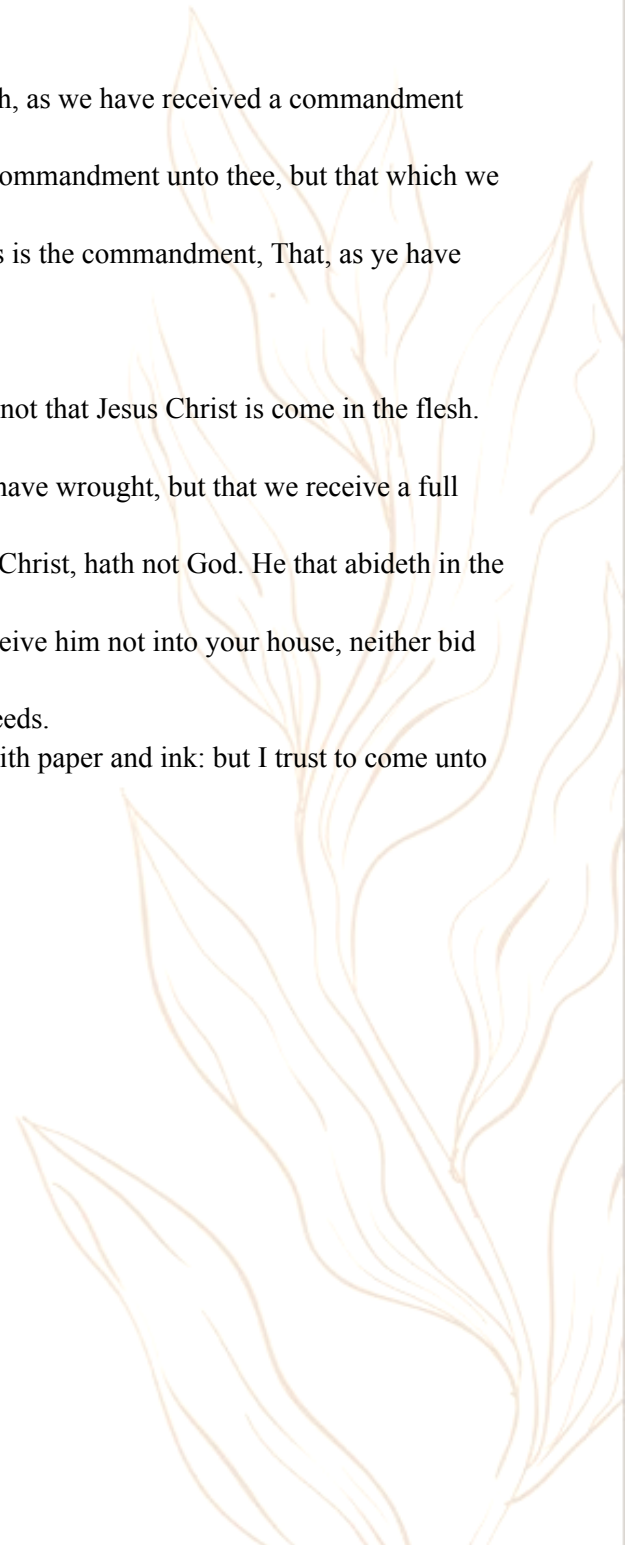 h, as we have received a commandment
ommandment unto thee, but that which we
s is the commandment, That, as ye have
not that Jesus Christ is come in the flesh.
have wrought, but that we receive a full
Christ, hath not God. He that abideth in the
eive him not into your house, neither bid
eeds.
ith paper and ink: but I trust to come unto